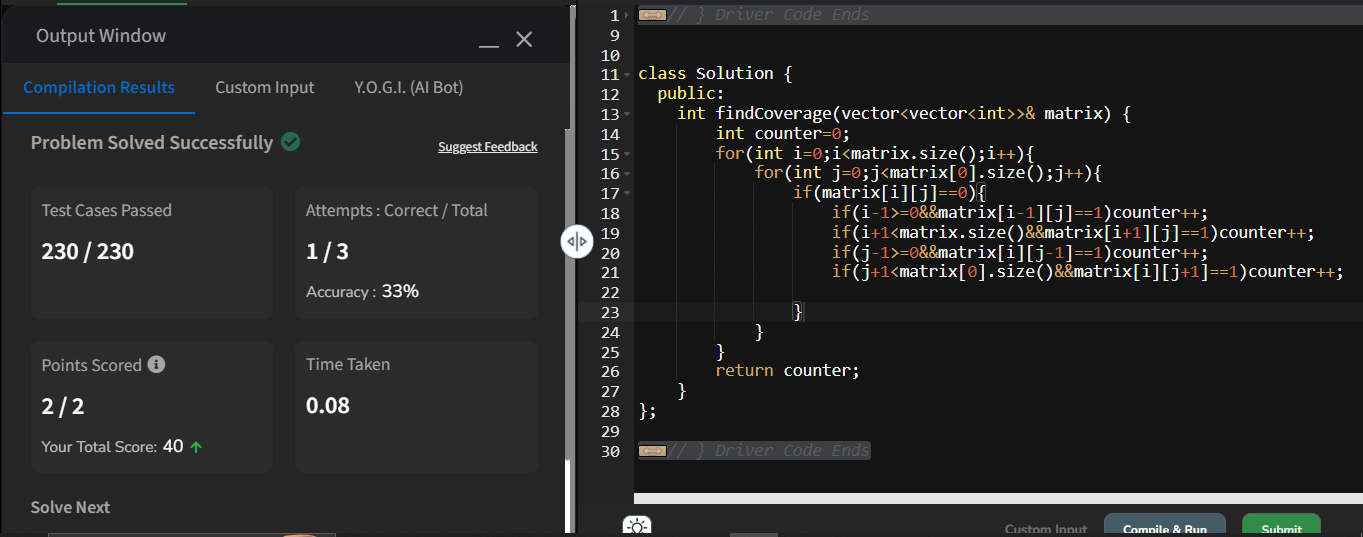 Output Window
Compilation Results Custom Input Y.O.G.I. (AI Bot)
Problem Solved Successfully
Suggest Feedback
Test Cases Passed
230 / 230
Attempts : Correct / Total
1 / 3
Accuracy : 33%
Points Scored
2 / 2
Your Total Score: 40
Time Taken
0.08
Solve Next
1 // } Driver Code Ends
9
10
11 class Solution {
12 public:
13 int findCoverage(vector<vector<int>>& matrix) {
14 int counter=0;
15 for(int i=0;i<matrix.size();i++){
16 for(int j=0;j<matrix[0].size();j++){
17 if(matrix[i][j]==0){
18 if(i-1>=0&&matrix[i-1][j]==1)counter++;
19 if(i+1<matrix.size()&&matrix[i+1][j]==1)counter++;
20 if(j-1>=0&&matrix[i][j-1]==1)counter++;
21 if(j+1<matrix[0].size()&&matrix[i][j+1]==1)counter++;
22
23 }
24 }
25 }
26 return counter;
27 }
28 };
29
30 // } Driver Code Ends
Custom Input Compile & Run Submit